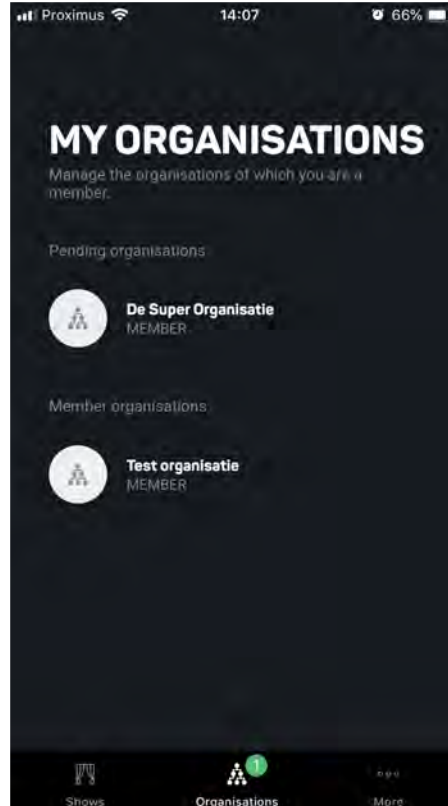 Proximus 14:07 66%
MY ORGANISATIONS
Manage the organisations of which you are a
member.
Pending organisations
De Super Organisatie
MEMBER
Member organisations
Test organisatie
MEMBER
1
Shows Organisations More